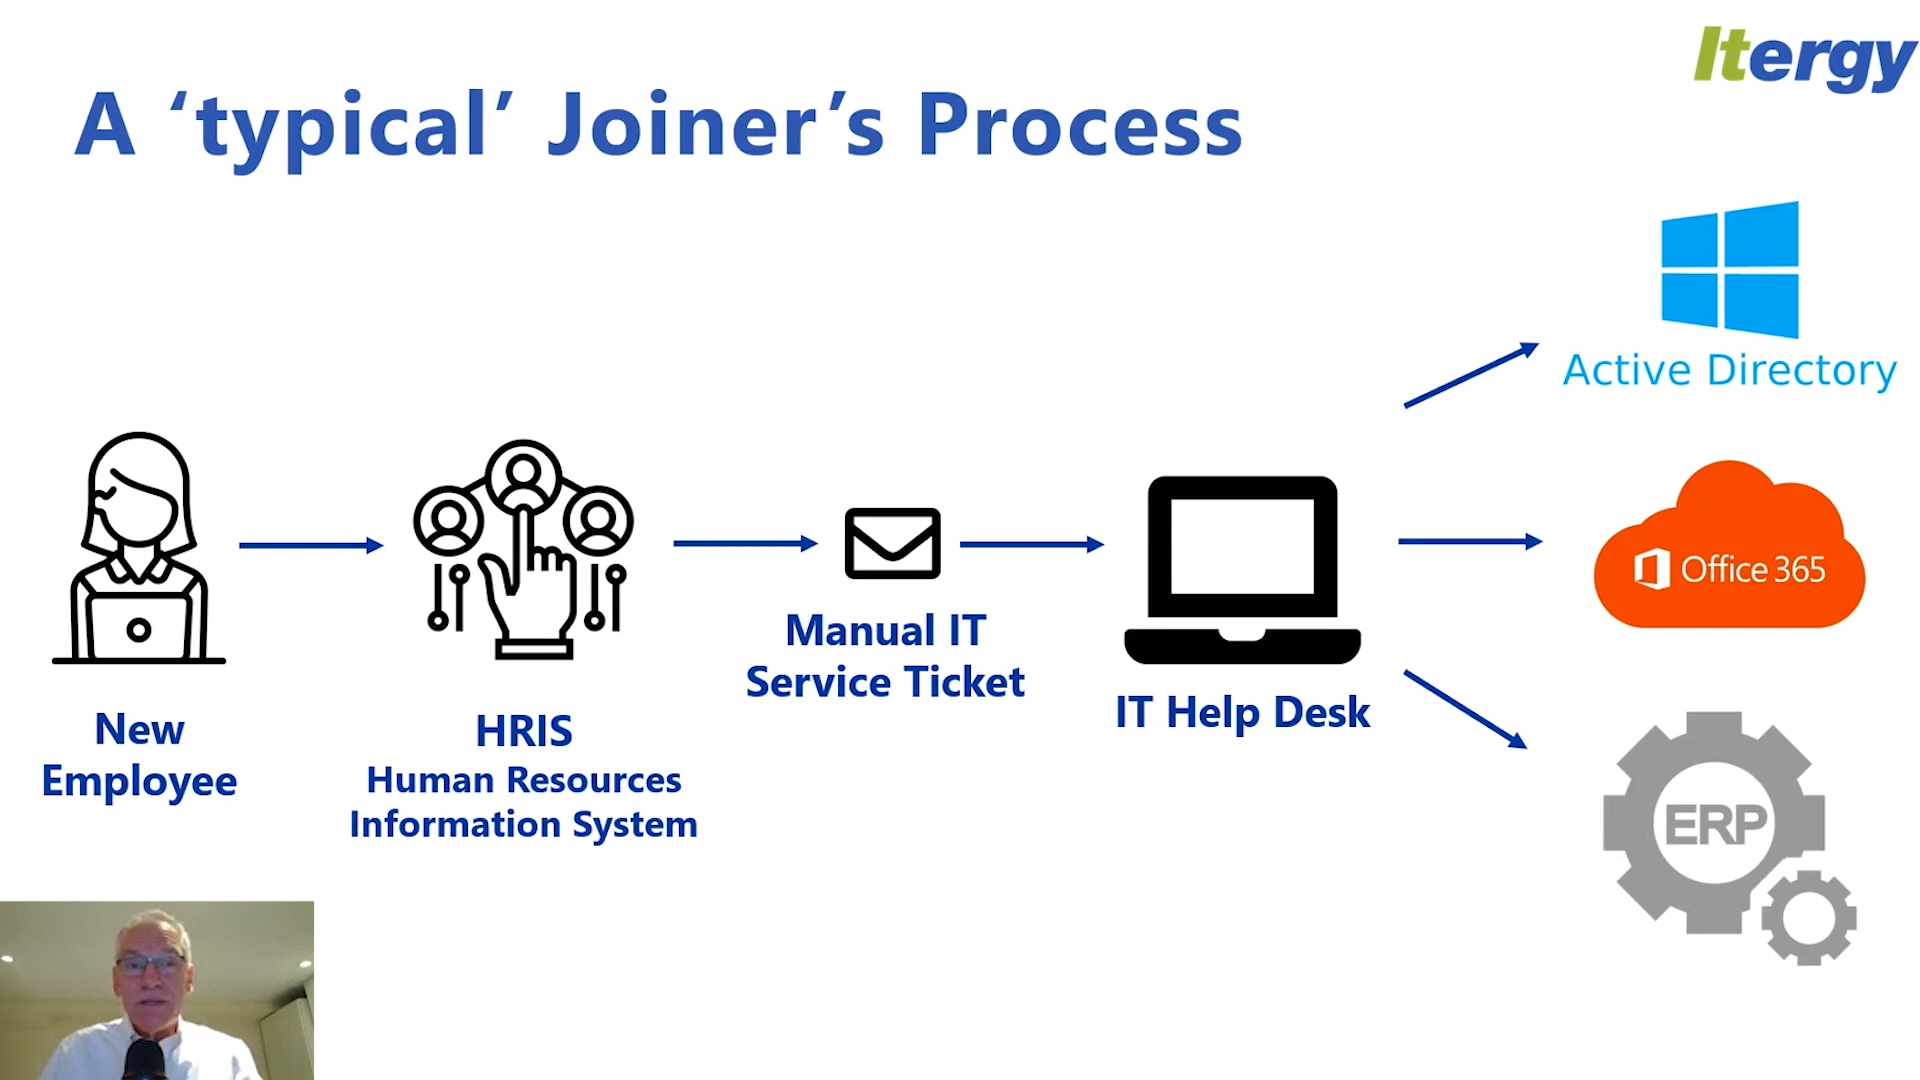 Itergy
A ‘typical’ Joiner’s Process
Active Directory
Office 365
Manual IT
Service Ticket
IT Help Desk
New
Employee
HRIS
Human Resources
Information System
ERP